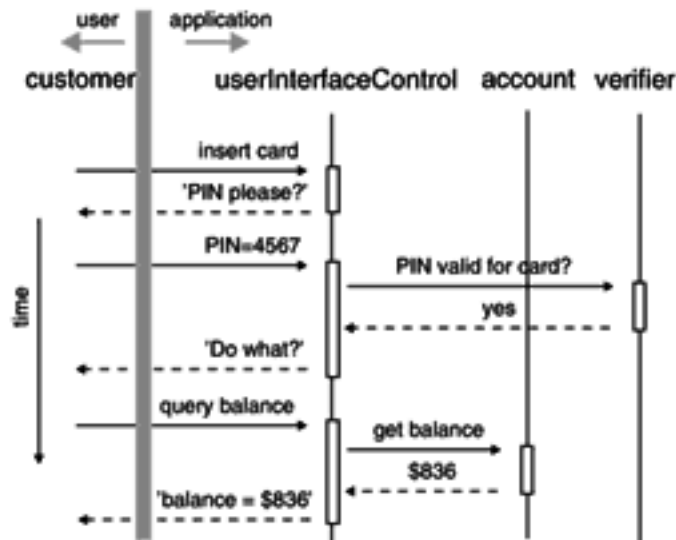 user application
customer userInterfaceControl account verifier
insert card
'PIN please?'
PIN=4567
PIN valid for card?
yes
time
'Do what?'
query balance
get balance
$836
'balance = $836'